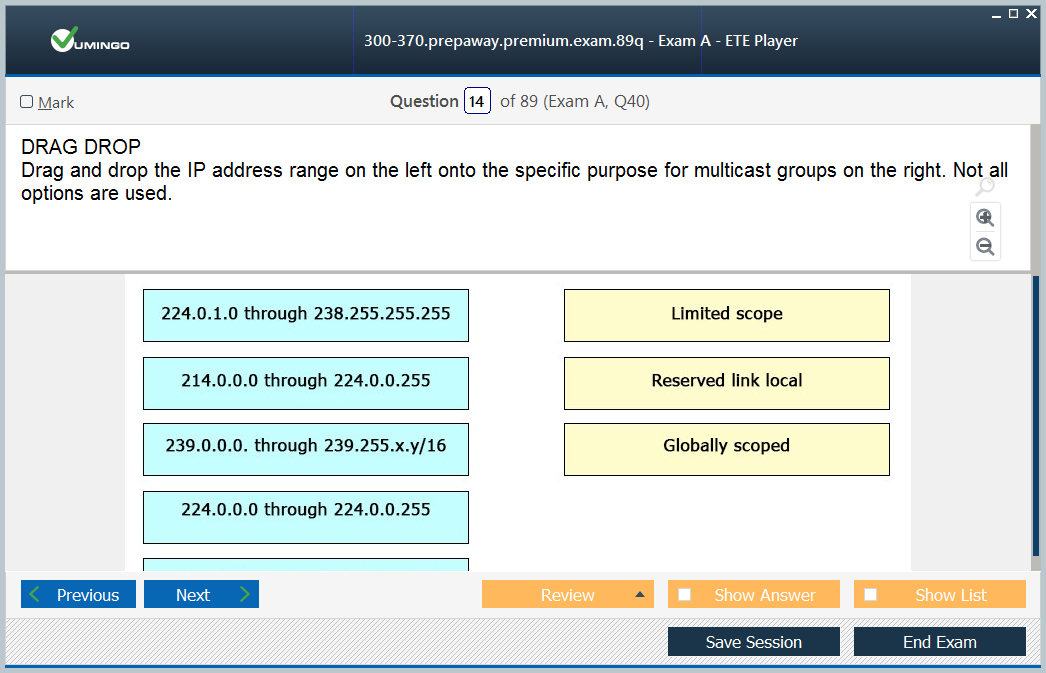 VUMINGO
300-370.prepaway.premium.exam.89q - Exam A - ETE Player
Mark
Question 14 of 89 (Exam A, Q40)
DRAG DROP
Drag and drop the IP address range on the left onto the specific purpose for multicast groups on the right. Not all
options are used.
224.0.1.0 through 238.255.255.255
Limited scope
214.0.0.0 through 224.0.0.255
Reserved link local
239.0.0.0. through 239.255.x.y/16
Globally scoped
224.0.0.0 through 224.0.0.255
Previous
Next
Review
Show Answer
Show List
Save Session
End Exam